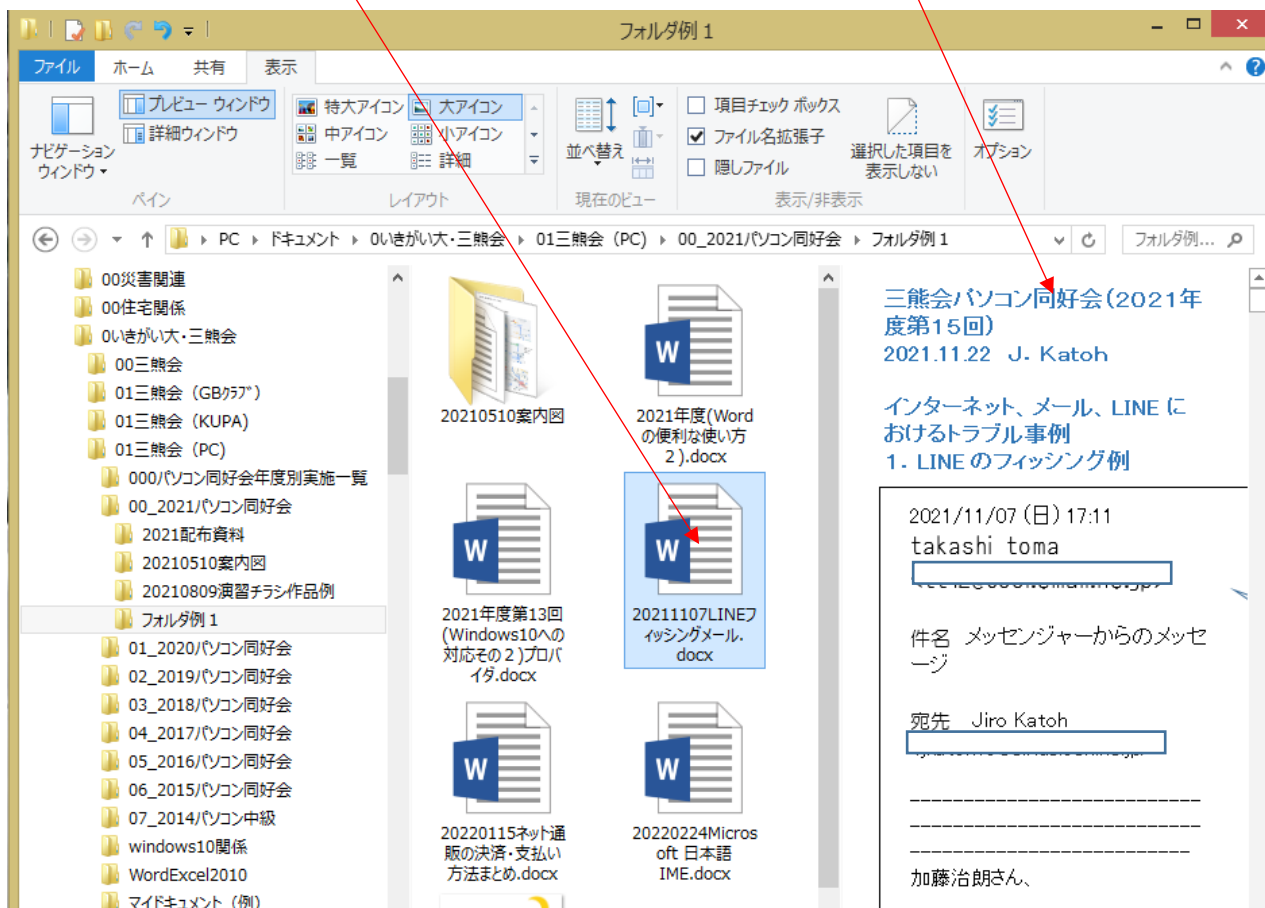 フォルダ例 1
ファイル ホーム 共有 表示
ナビゲーション
ウィンドウ
プレビュー ウィンドウ
詳細ウィンドウ
ペイン
特大アイコン 大アイコン
中アイコン 小アイコン
一覧 詳細
レイアウト
並べ替え
現在のビュー
項目チェック ボックス
ファイル名拡張子
隠しファイル
選択した項目を
表示しない
表示/非表示
オプション
PC ドキュメント 0いきがい大・三熊会 01三熊会（PC） 00_2021パソコン同好会 フォルダ例 1
フォルダ例...
00災害関連
00住宅関係
0いきがい大・三熊会
00三熊会
01三熊会（GBｸﾗﾌﾞ）
01三熊会（KUPA）
01三熊会（PC)
000パソコン同好会年度別実施一覧
00_2021パソコン同好会
2021配布資料
20210510案内図
20210809演習チラシ作品例
フォルダ例 1
01_2020パソコン同好会
02_2019パソコン同好会
03_2018パソコン同好会
04_2017パソコン同好会
05_2016パソコン同好会
06_2015パソコン同好会
07_2014パソコン中級
windows10関係
WordExcel2010
マイドキュメント（例）
20210510案内図
W
2021年度(Word
の便利な使い方
２).docx
W
2021年度第13回
(Windows10への
対応その２)プロバ
イダ.docx
W
20211107LINEフ
ィッシングメール.
docx
W
20220115ネット通
販の決済・支払い
方法まとめ.docx
W
20220224Micros
oft 日本語
IME.docx
三熊会パソコン同好会(2021年
度第15回)
2021.11.22 J. Katoh
インターネット、メール、LINE に
おけるトラブル事例
1. LINE のフィッシング例
2021/11/07 (日) 17:11
takashi toma
件名 メッセンジャーからのメッセ
ージ
宛先 Jiro Katoh
加藤治朗さん、